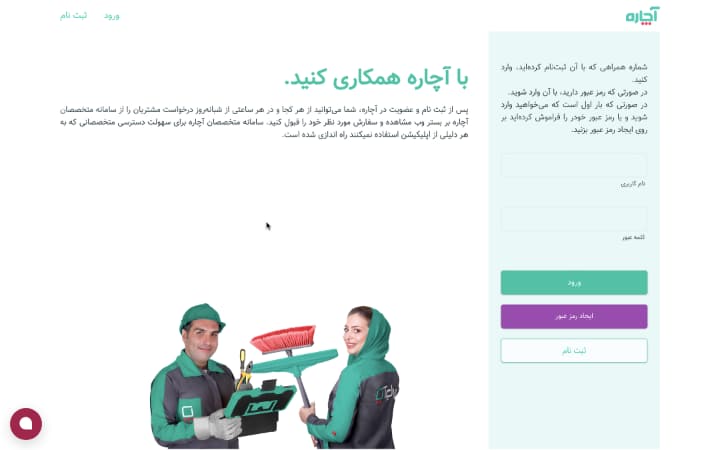 آچاره
ورود
ثبت نام
شماره همراهی که با آن ثبت‌نام کرده‌اید، وارد
کنید.
در صورتی که رمز عبور دارید، با آن وارد شوید.
در صورتی که بار اول است که می‌خواهید وارد
شوید و یا رمز عبور خودر را فراموش کرده‌اید بر
روی ایجاد رمز عبور بزنید.
نام کاربری
کلمه عبور
ورود
ایجاد رمز عبور
ثبت نام
با آچاره همکاری کنید.
پس از ثبت نام و عضویت در آچاره، شما می‌توانید از هر کجا و در هر ساعتی از شبانه‌روز درخواست مشتریان را از سامانه متخصصان
آچاره بر بستر وب مشاهده و سفارش مورد نظر خود را قبول کنید. سامانه متخصصان آچاره برای سهولت دسترسی متخصصانی که به
هر دلیلی از اپلیکیشن استفاده نمیکنند راه اندازی شده است.